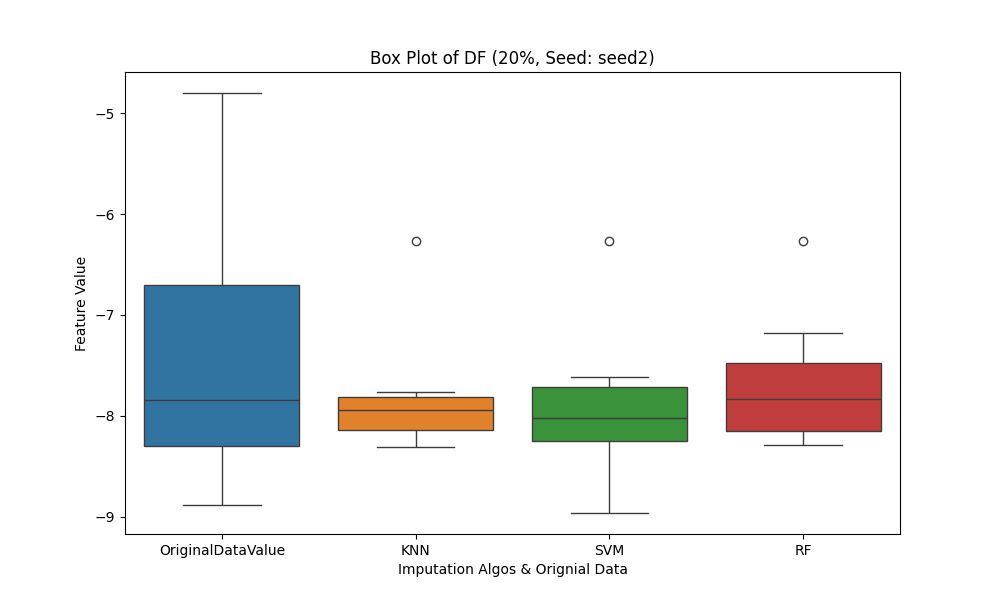 Box Plot of DF (20%, Seed: seed2)
Feature Value
−5
−6
−7
−8
−9
OriginalDataValue
KNN
SVM
RF
Imputation Algos & Orignial Data